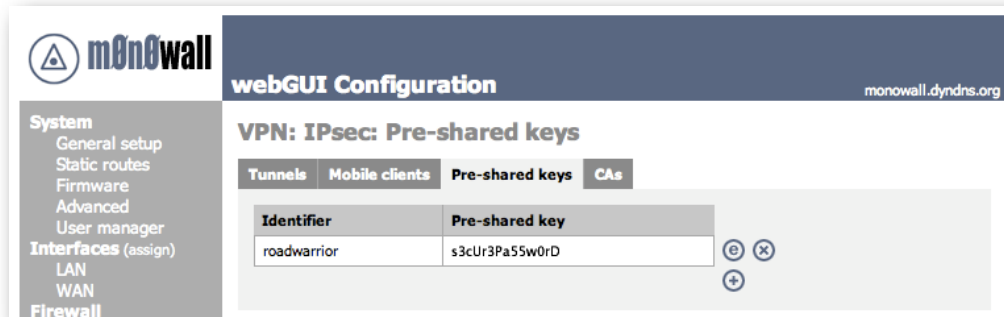 m0n0wall
webGUI Configuration
monowall.dyndns.org
System
General setup
Static routes
Firmware
Advanced
User manager
Interfaces (assign)
LAN
WAN
Firewall
VPN: IPsec: Pre-shared keys
Tunnels Mobile clients Pre-shared keys CAs
Identifier Pre-shared key
roadwarrior s3cUr3Pa55w0rD